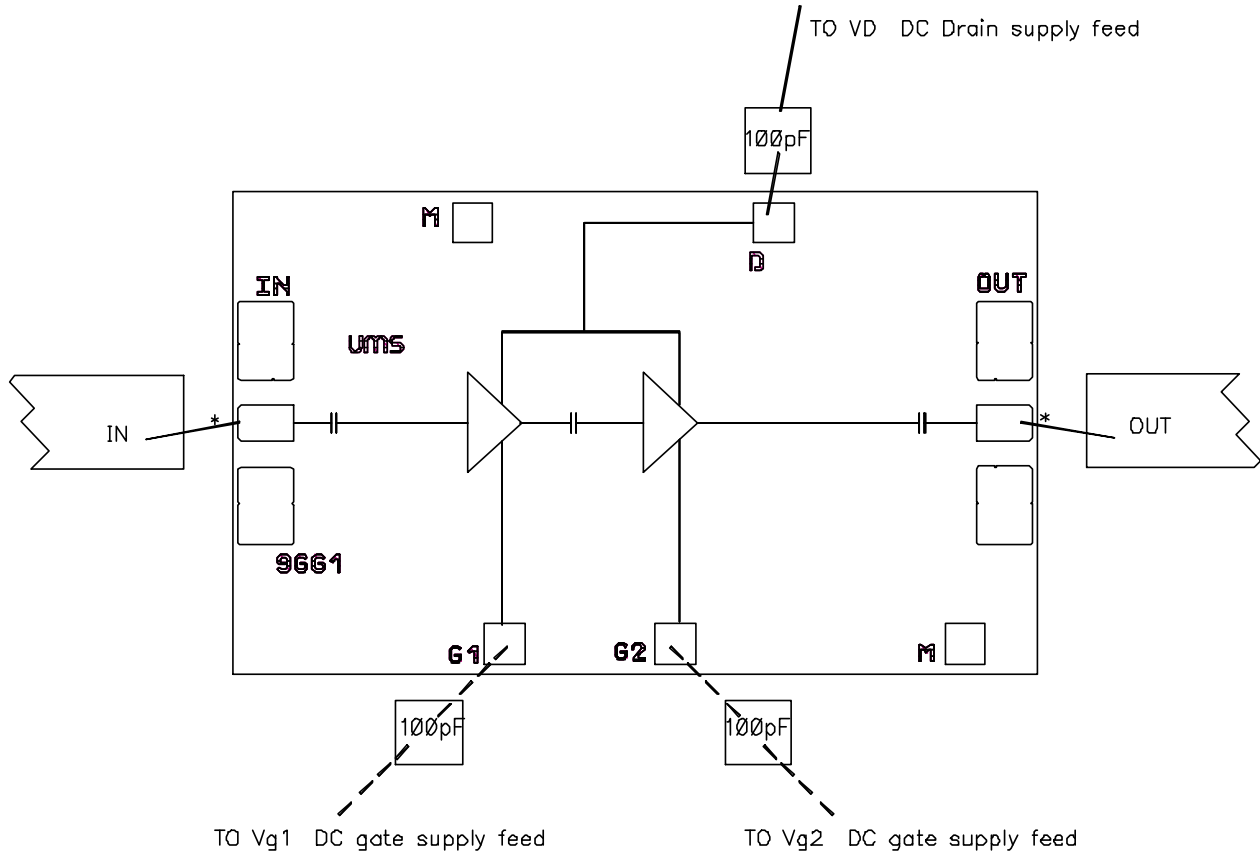 TO VD DC Drain supply feed
100pF
M
D
IN
OUT
UMS
*
*
IN
OUT
9GG1
G1
G2
M
100pF
100pF
TO Vg1 DC gate supply feed
TO Vg2 DC gate supply feed